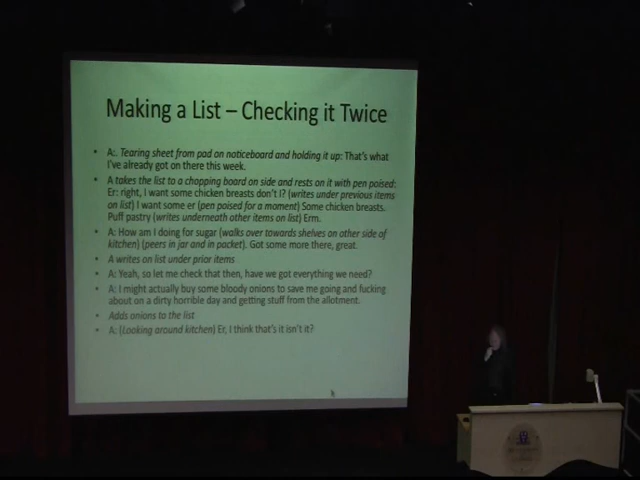 Making a List – Checking it Twice
• A:. Tearing sheet from pad on noticeboard and holding it up: That's what
I've already got on there this week.
• A takes the list to a chopping board on side and rests on it with pen poised:
Er: right, I want some chicken breasts don't I? (writes under previous items
on list) I want some er (pen poised for a moment) Some chicken breasts.
Puff pastry (writes underneath other items on list) Erm.
• A: How am I doing for sugar (walks over towards shelves on other side of
kitchen) (peers in jar and in packet). Got some more there, great.
• A writes on list under prior items
• A: Yeah, so let me check that then, have we got everything we need?
• A: I might actually buy some bloody onions to save me going and fucking
about on a dirty horrible day and getting stuff from the allotment.
• Adds onions to the list
• A: (Looking around kitchen) Er, I think that's it isn't it?